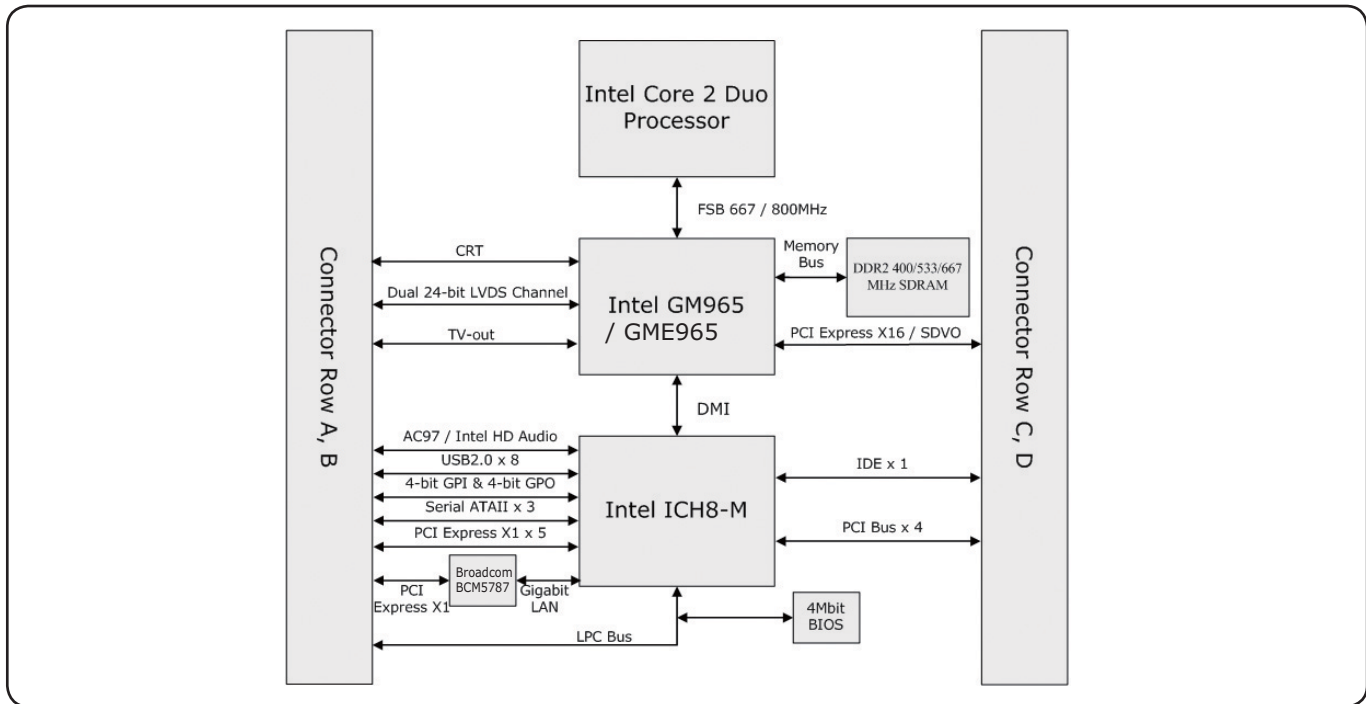 Intel Core 2 Duo
Processor
FSB 667 / 800MHz
Connector Row A, B
CRT
Dual 24-bit LVDS Channel
TV-out
Intel GM965
/ GME965
Memory
Bus
DDR2 400/533/667
MHz SDRAM
PCI Express X16 / SDVO
Connector Row C, D
DMI
AC97 / Intel HD Audio
USB2.0 x 8
4-bit GPI & 4-bit GPO
Serial ATAII x 3
PCI Express X1 x 5
Intel ICH8-M
IDE x 1
PCI Bus x 4
PCI
Express X1
Broadcom
BCM5787
Gigabit
LAN
LPC Bus
4Mbit
BIOS